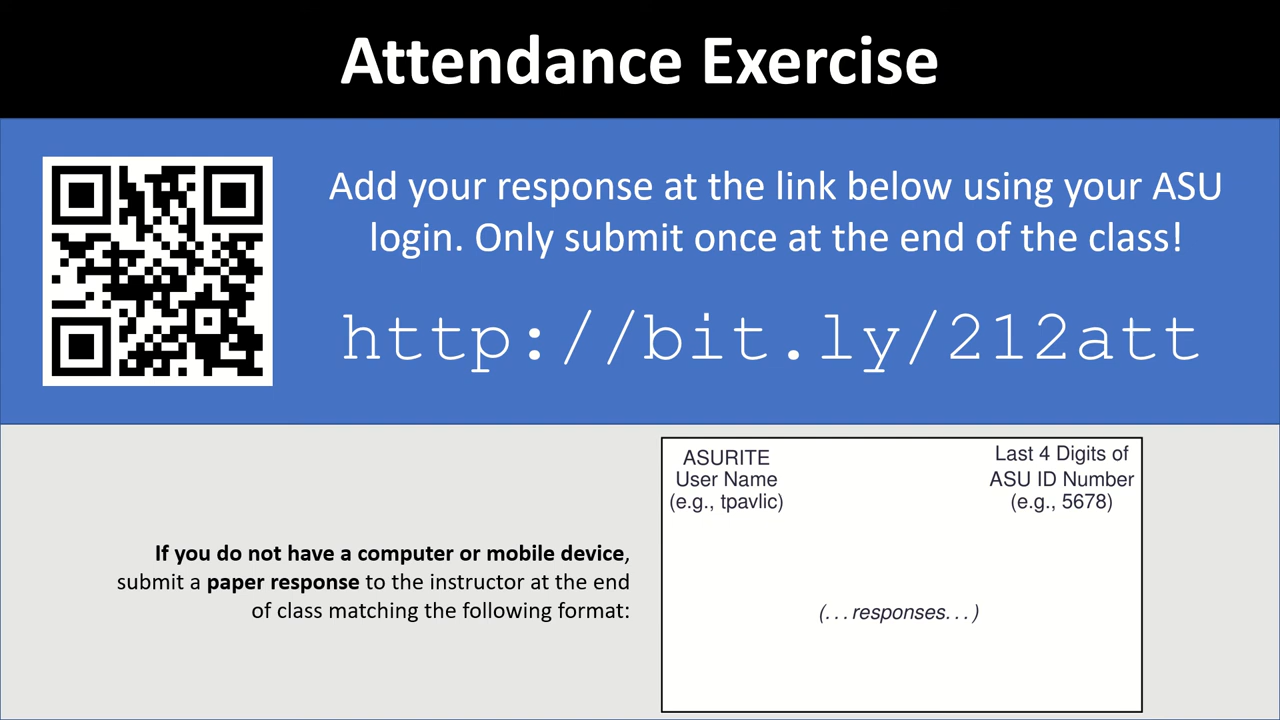 Attendance Exercise
Add your response at the link below using your ASU
login. Only submit once at the end of the class!
http://bit.ly/212att
ASURITE
User Name
(e.g., tpavlic)
Last 4 Digits of
ASU ID Number
(e.g., 5678)
If you do not have a computer or mobile device,
submit a paper response to the instructor at the end
of class matching the following format:
(...responses...)